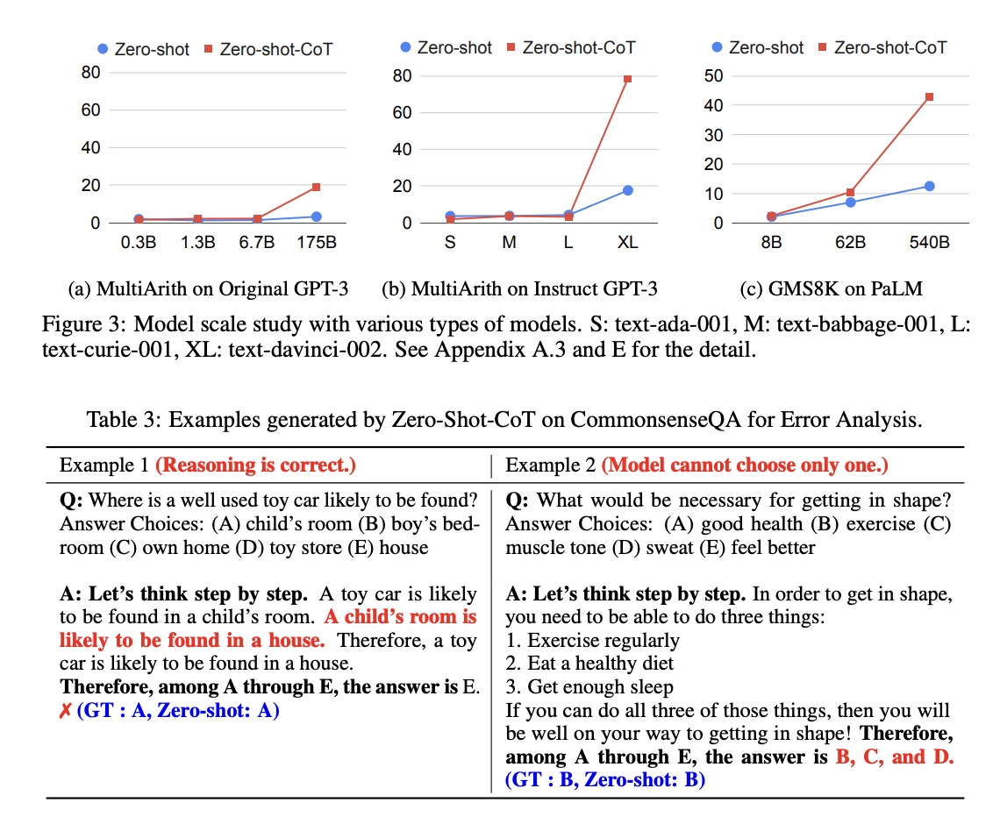 Zero-shot Zero-shot-CoT
80
60
40
20
0
0.3B 1.3B 6.7B 175B
(a) MultiArith on Original GPT-3
Zero-shot Zero-shot-CoT
80
60
40
20
0
S M L XL
(b) MultiArith on Instruct GPT-3
Zero-shot Zero-shot-CoT
50
40
30
20
10
0
8B 62B 540B
(c) GMS8K on PaLM
Figure 3: Model scale study with various types of models. S: text-ada-001, M: text-babbage-001, L:
text-curie-001, XL: text-davinci-002. See Appendix A.3 and E for the detail.
Table 3: Examples generated by Zero-Shot-CoT on CommonsenseQA for Error Analysis.
Example 1 (Reasoning is correct.)
Q: Where is a well used toy car likely to be found?
Answer Choices: (A) child's room (B) boy's bed-
room (C) own home (D) toy store (E) house
A: Let's think step by step. A toy car is likely
to be found in a child's room. A child's room is
likely to be found in a house. Therefore, a toy
car is likely to be found in a house.
Therefore, among A through E, the answer is E.
✗ (GT : A, Zero-shot: A)
Example 2 (Model cannot choose only one.)
Q: What would be necessary for getting in shape?
Answer Choices: (A) good health (B) exercise (C)
muscle tone (D) sweat (E) feel better
A: Let's think step by step. In order to get in shape,
you need to be able to do three things:
1. Exercise regularly
2. Eat a healthy diet
3. Get enough sleep
If you can do all three of those things, then you will
be well on your way to getting in shape! Therefore,
among A through E, the answer is B, C, and D.
(GT : B, Zero-shot: B)